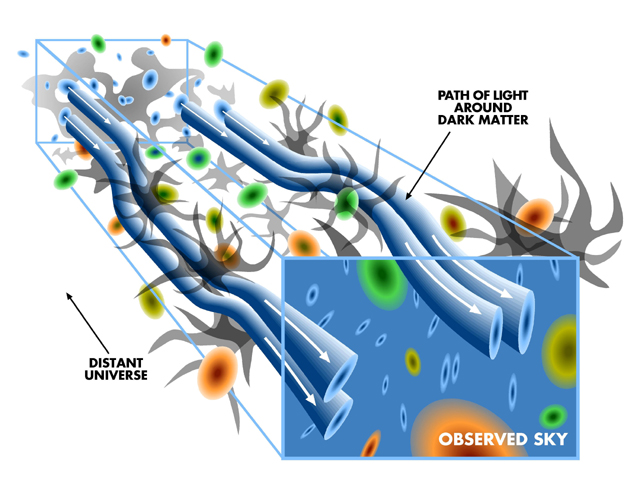 PATH OF LIGHT
AROUND
DARK MATTER
DISTANT
UNIVERSE
OBSERVED SKY